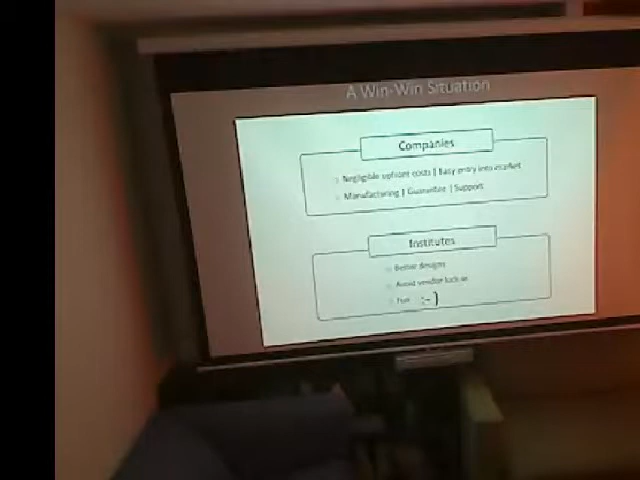 A Win-Win Situation
Companies
Negligible upfront costs | Easy entry into market
Manufacturing | Guarantee | Support
Institutes
Better designs
Avoid vendor lock-in
Fun :-)